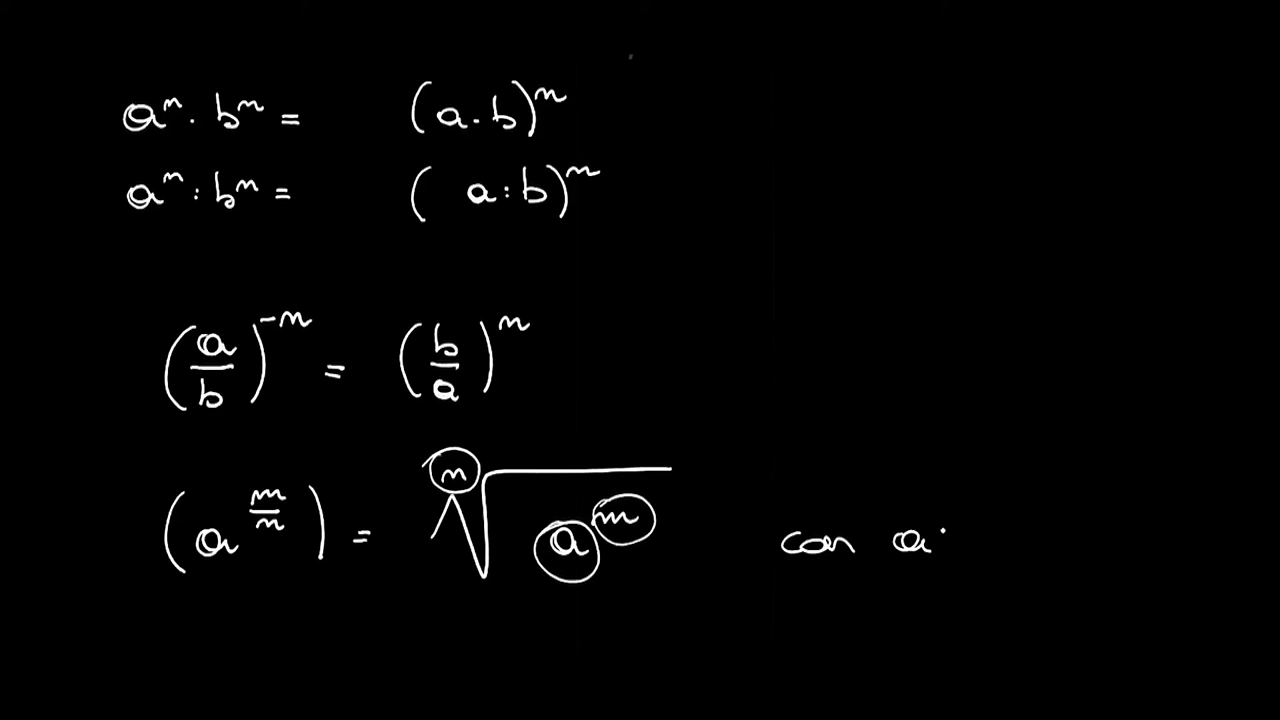 aⁿ · bⁿ = (a · b)ⁿ
aⁿ : bⁿ = (a : b)ⁿ
(a/b)⁻ⁿ = (b/a)ⁿ
(a^(m/n)) = ⁿ√(aᵐ) con a